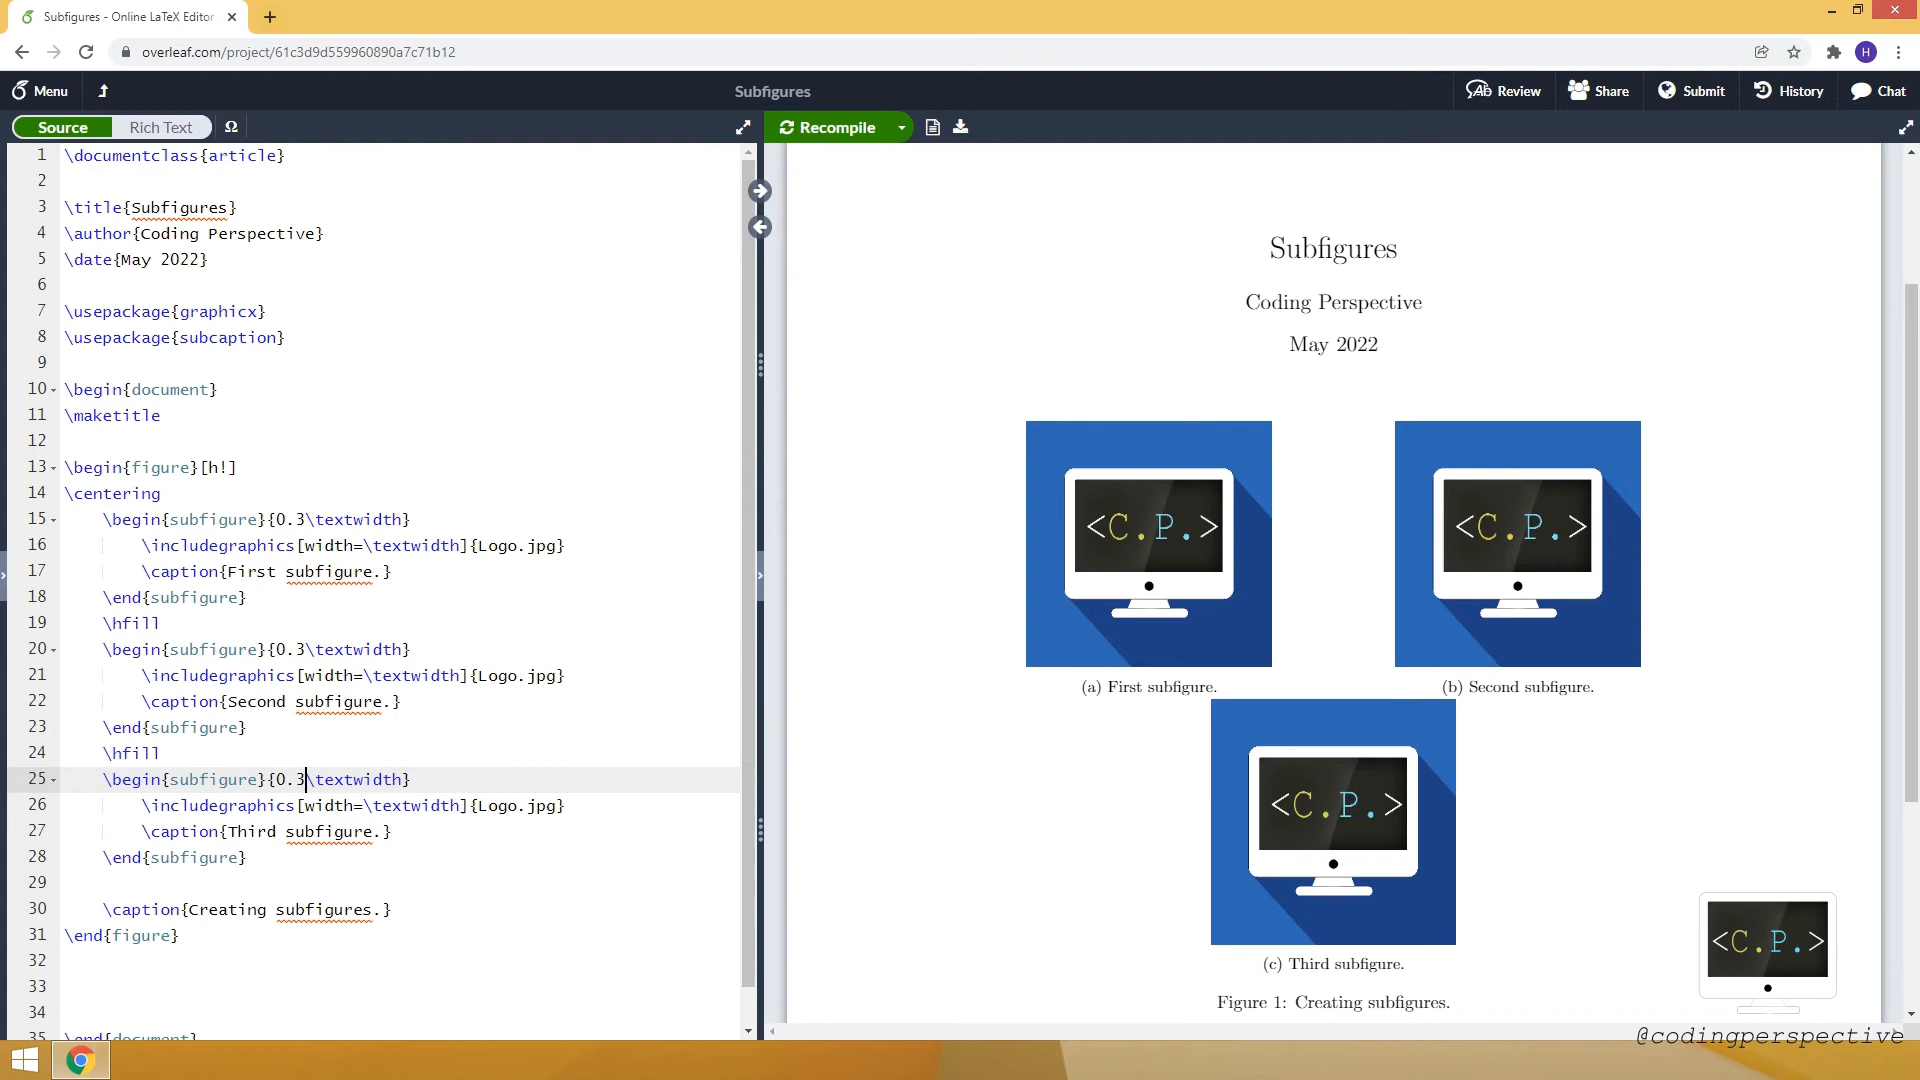 Subfigures - Online LaTeX Editor
overleaf.com/project/61c3d9d559960890a7c71b12
H
Menu
Subfigures
Review
Share
Submit
History
Chat
Source
Rich Text
Ω
Recompile
1 \documentclass{article}
2
3 \title{Subfigures}
4 \author{Coding Perspective}
5 \date{May 2022}
6
7 \usepackage{graphicx}
8 \usepackage{subcaption}
9
10 \begin{document}
11 \maketitle
12
13 \begin{figure}[h!]
14 \centering
15 \begin{subfigure}{0.3\textwidth}
16 \includegraphics[width=\textwidth]{Logo.jpg}
17 \caption{First subfigure.}
18 \end{subfigure}
19 \hfill
20 \begin{subfigure}{0.3\textwidth}
21 \includegraphics[width=\textwidth]{Logo.jpg}
22 \caption{Second subfigure.}
23 \end{subfigure}
24 \hfill
25 \begin{subfigure}{0.3\textwidth}
26 \includegraphics[width=\textwidth]{Logo.jpg}
27 \caption{Third subfigure.}
28 \end{subfigure}
29
30 \caption{Creating subfigures.}
31 \end{figure}
32
33
34
35 \end{document}
Subfigures
Coding Perspective
May 2022
<C.P.>
<C.P.>
(a) First subfigure.
(b) Second subfigure.
<C.P.>
(c) Third subfigure.
Figure 1: Creating subfigures.
<C.P.>
@codingperspective